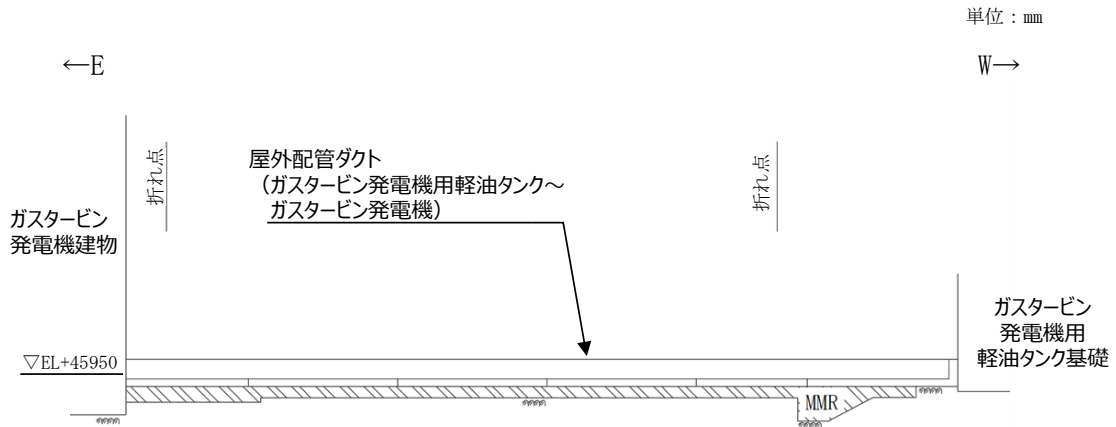 単位：mm
←E
W→
折れ点
屋外配管ダクト
（ガスタービン発電機用軽油タンク～
ガスタービン発電機）
折れ点
ガスタービン
発電機建物
ガスタービン
発電機用
軽油タンク基礎
▽EL+45950
MMR